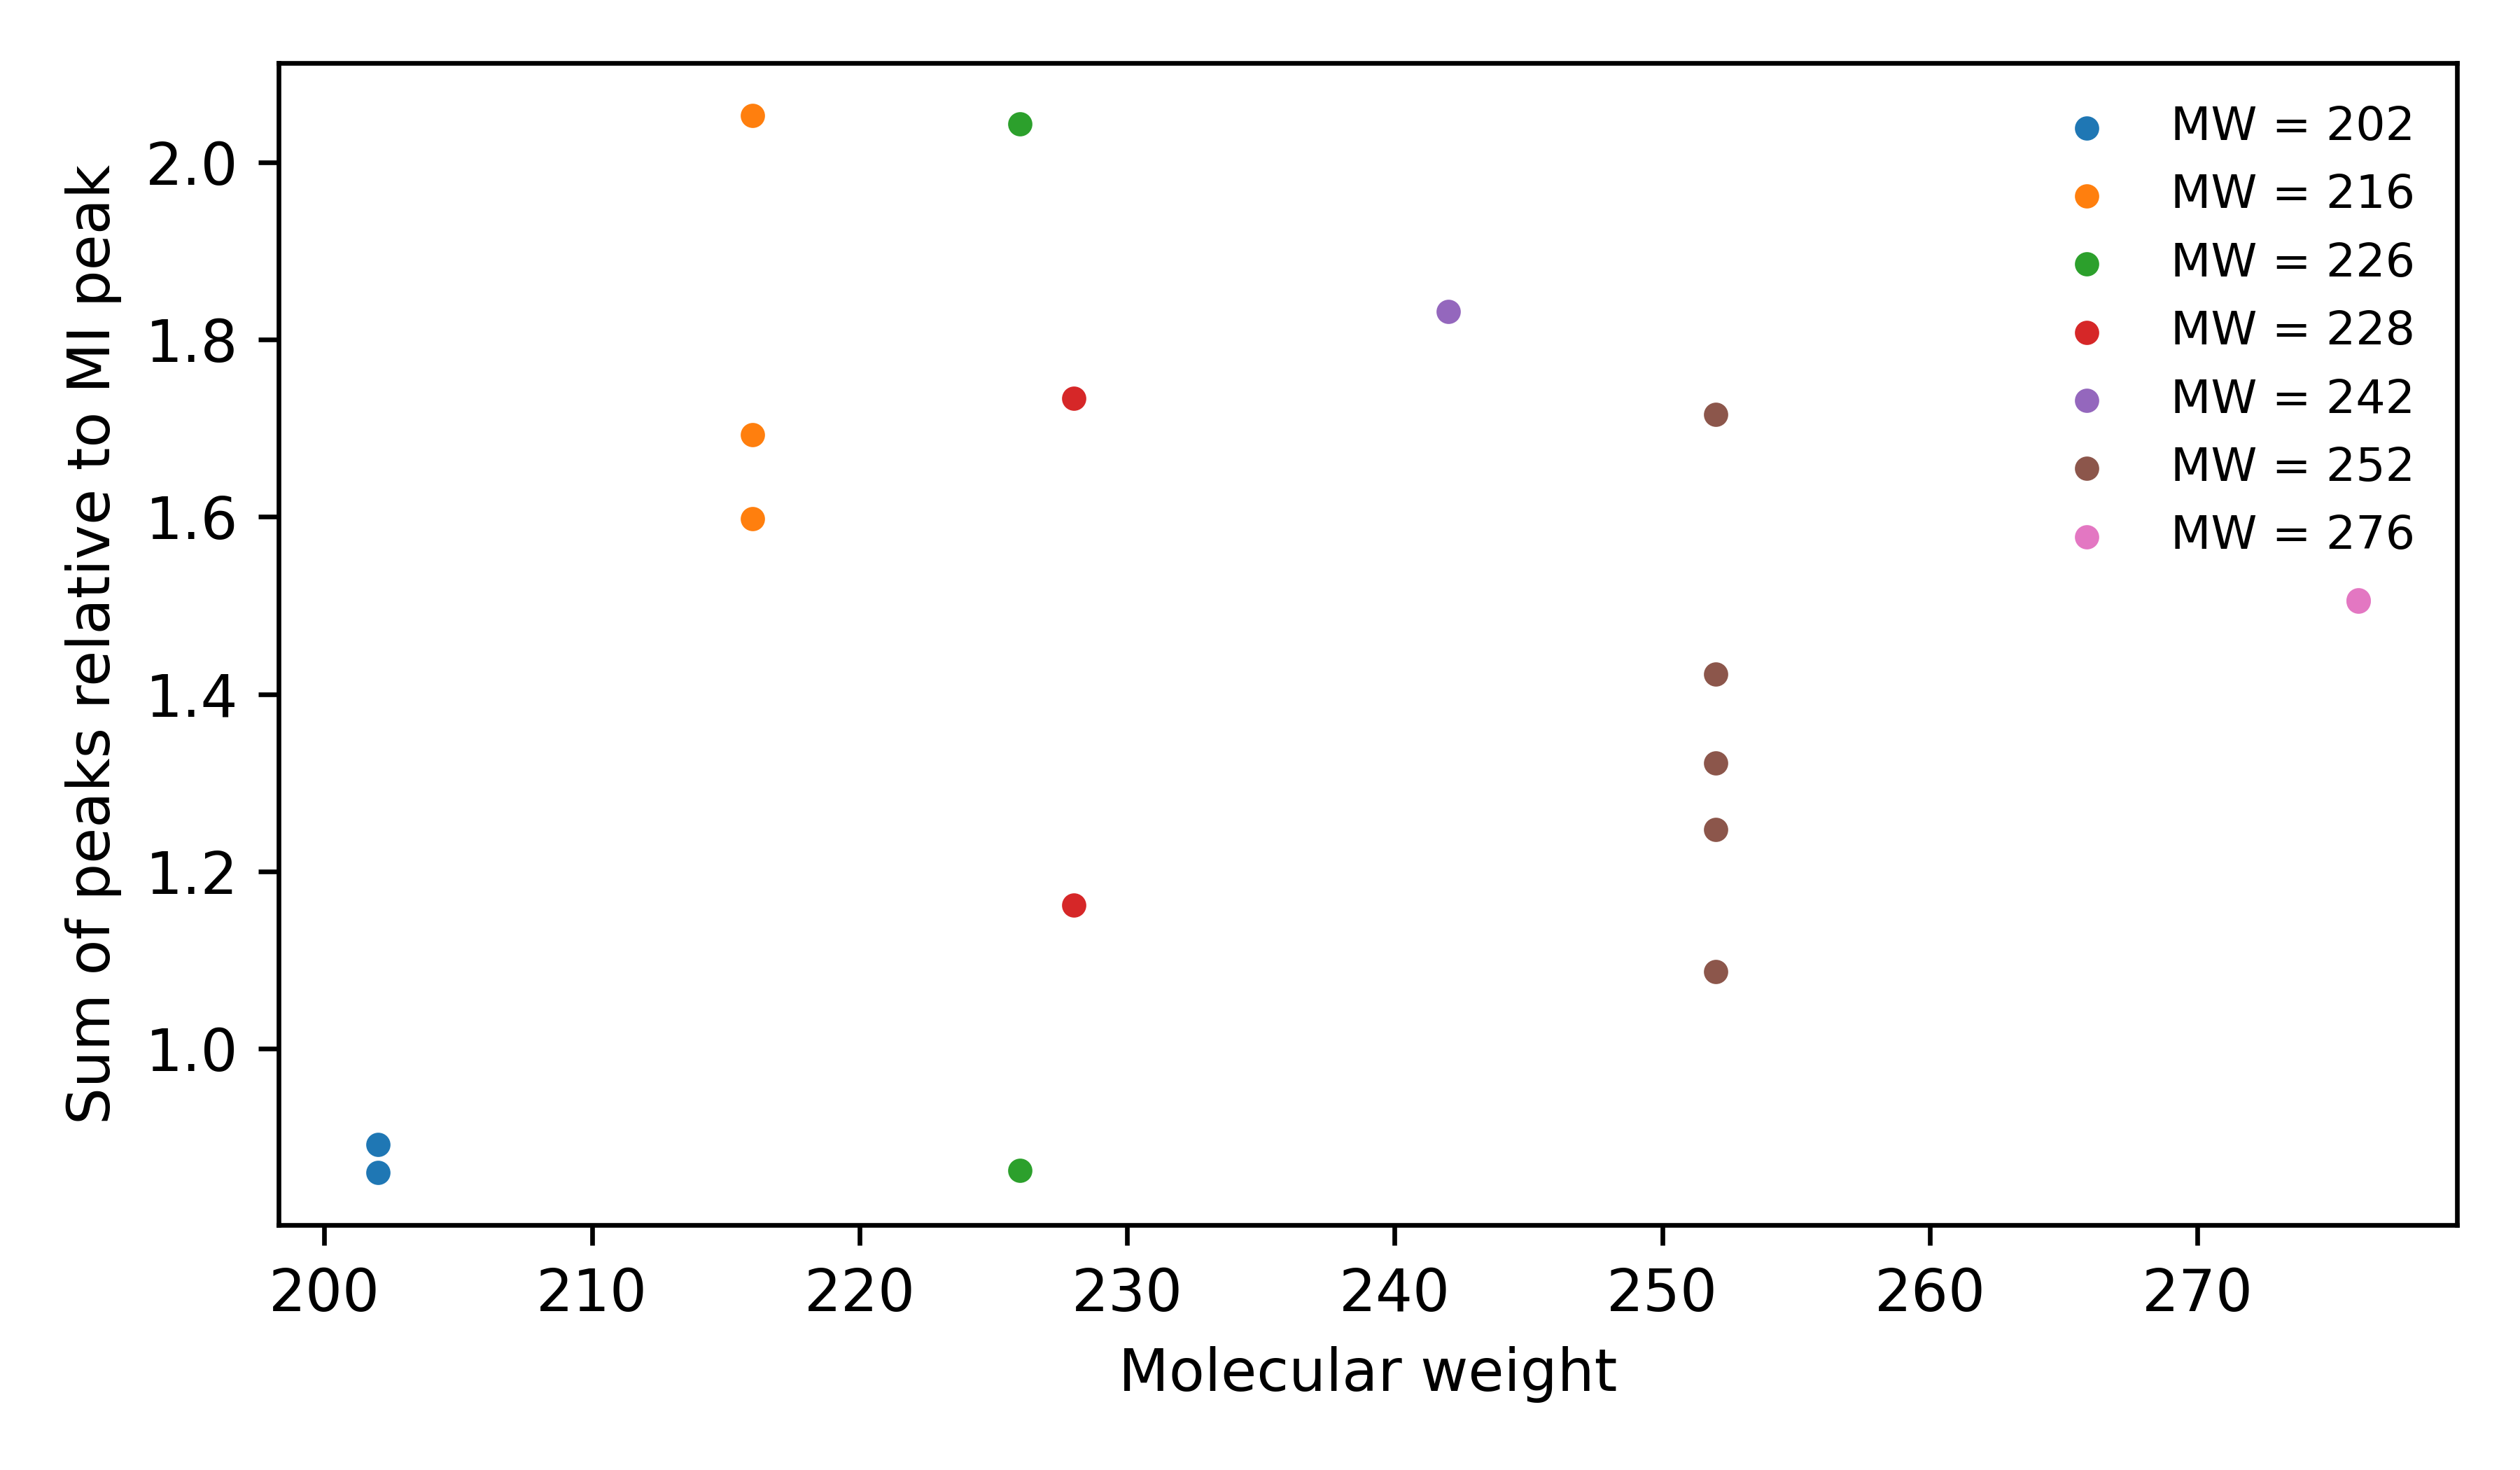 Sum of peaks relative to MI peak
2.0
1.8
1.6
1.4
1.2
1.0
MW = 202
MW = 216
MW = 226
MW = 228
MW = 242
MW = 252
MW = 276
200 210 220 230 240 250 260 270
Molecular weight